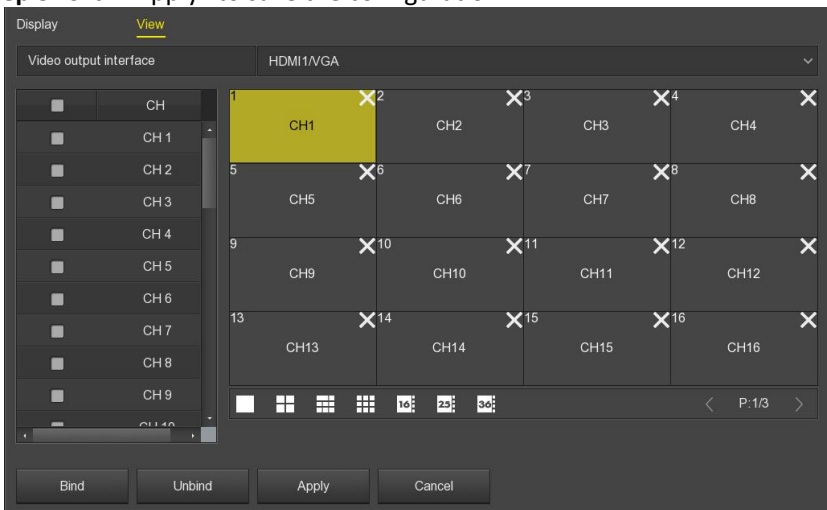 Display View
Video output interface HDMI1/VGA
CH
CH 1
CH 2
CH 3
CH 4
CH 5
CH 6
CH 7
CH 8
CH 9
1 CH1
2 CH2
3 CH3
4 CH4
5 CH5
6 CH6
7 CH7
8 CH8
9 CH9
10 CH10
11 CH11
12 CH12
13 CH13
14 CH14
15 CH15
16 CH16
16 25 36 P:1/3
Bind Unbind Apply Cancel